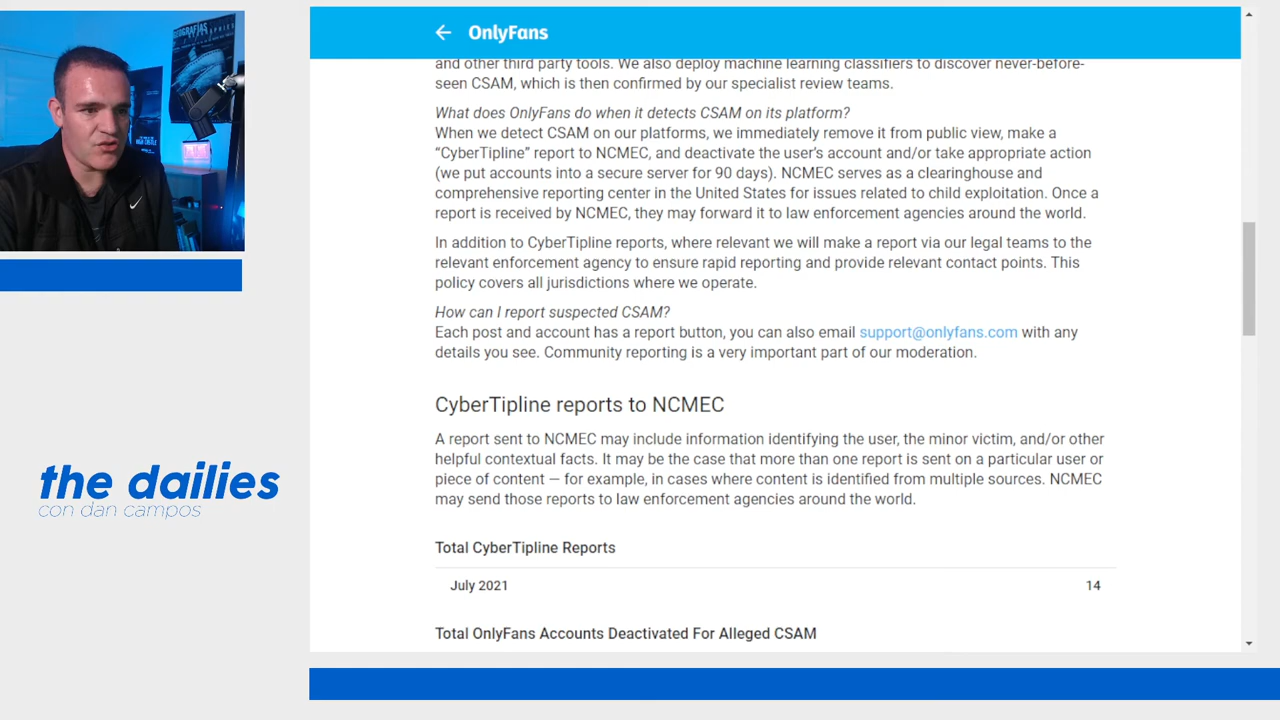 OnlyFans
and other third party tools. We also deploy machine learning classifiers to discover never-before-
seen CSAM, which is then confirmed by our specialist review teams.
What does OnlyFans do when it detects CSAM on its platform?
When we detect CSAM on our platforms, we immediately remove it from public view, make a
“CyberTipline” report to NCMEC, and deactivate the user’s account and/or take appropriate action
(we put accounts into a secure server for 90 days). NCMEC serves as a clearinghouse and
comprehensive reporting center in the United States for issues related to child exploitation. Once a
report is received by NCMEC, they may forward it to law enforcement agencies around the world.
In addition to CyberTipline reports, where relevant we will make a report via our legal teams to the
relevant enforcement agency to ensure rapid reporting and provide relevant contact points. This
policy covers all jurisdictions where we operate.
How can I report suspected CSAM?
Each post and account has a report button, you can also email support@onlyfans.com with any
details you see. Community reporting is a very important part of our moderation.
CyberTipline reports to NCMEC
A report sent to NCMEC may include information identifying the user, the minor victim, and/or other
helpful contextual facts. It may be the case that more than one report is sent on a particular user or
piece of content — for example, in cases where content is identified from multiple sources. NCMEC
may send those reports to law enforcement agencies around the world.
Total CyberTipline Reports
July 2021 14
Total OnlyFans Accounts Deactivated For Alleged CSAM
the dailies
con dan campos